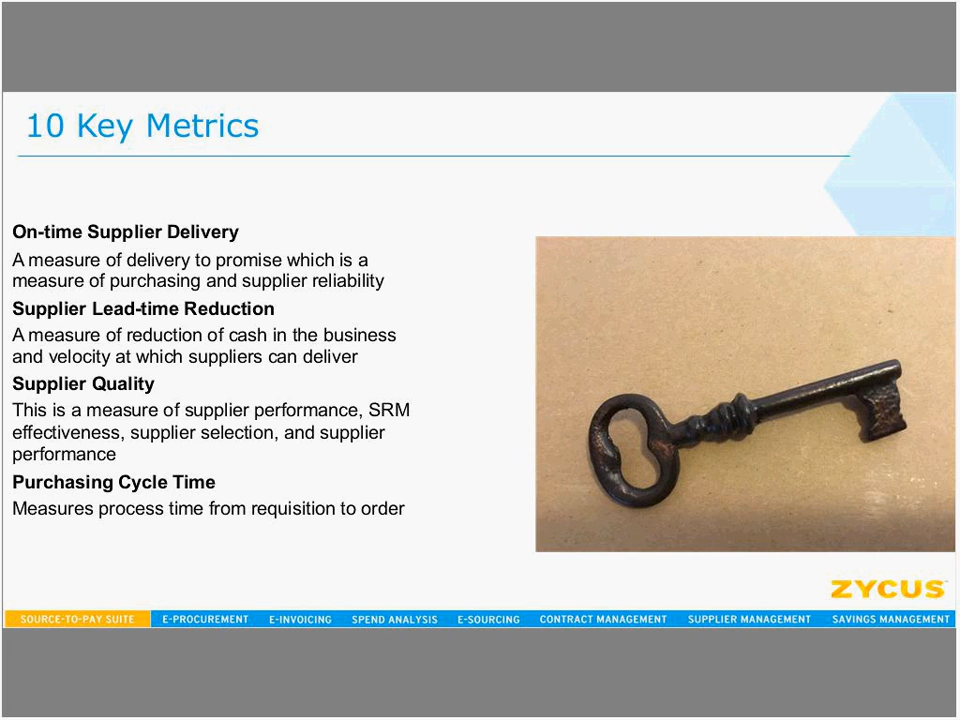 10 Key Metrics
On-time Supplier Delivery
A measure of delivery to promise which is a
measure of purchasing and supplier reliability
Supplier Lead-time Reduction
A measure of reduction of cash in the business
and velocity at which suppliers can deliver
Supplier Quality
This is a measure of supplier performance, SRM
effectiveness, supplier selection, and supplier
performance
Purchasing Cycle Time
Measures process time from requisition to order
ZYCUS
SOURCE-TO-PAY SUITE E-PROCUREMENT E-INVOICING SPEND ANALYSIS E-SOURCING CONTRACT MANAGEMENT SUPPLIER MANAGEMENT SAVINGS MANAGEMENT